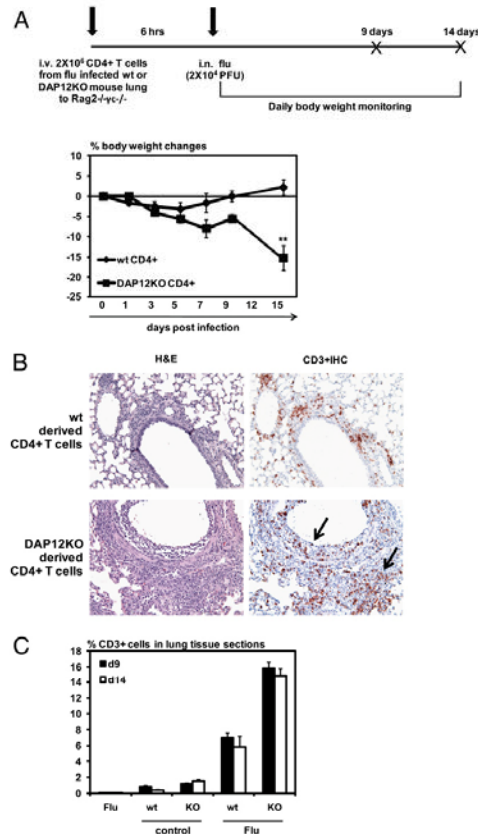 A
6 hrs
9 days
14 days
i.v. 2X10⁶ CD4+ T cells
from flu infected wt or
DAP12KO mouse lung
to Rag2-/-γc-/-
i.n. flu
(2X10⁴ PFU)
Daily body weight monitoring
% body weight changes
10
5
0
-5
-10
-15
-20
-25
**
wt CD4+
DAP12KO CD4+
0 1 3 5 7 9 12 15
days post infection
B
H&E
CD3+IHC
wt
derived
CD4+ T cells
DAP12KO
derived
CD4+ T cells
C
% CD3+ cells in lung tissue sections
18
16
14
12
10
8
6
4
2
0
d9
d14
Flu wt KO wt KO
control Flu